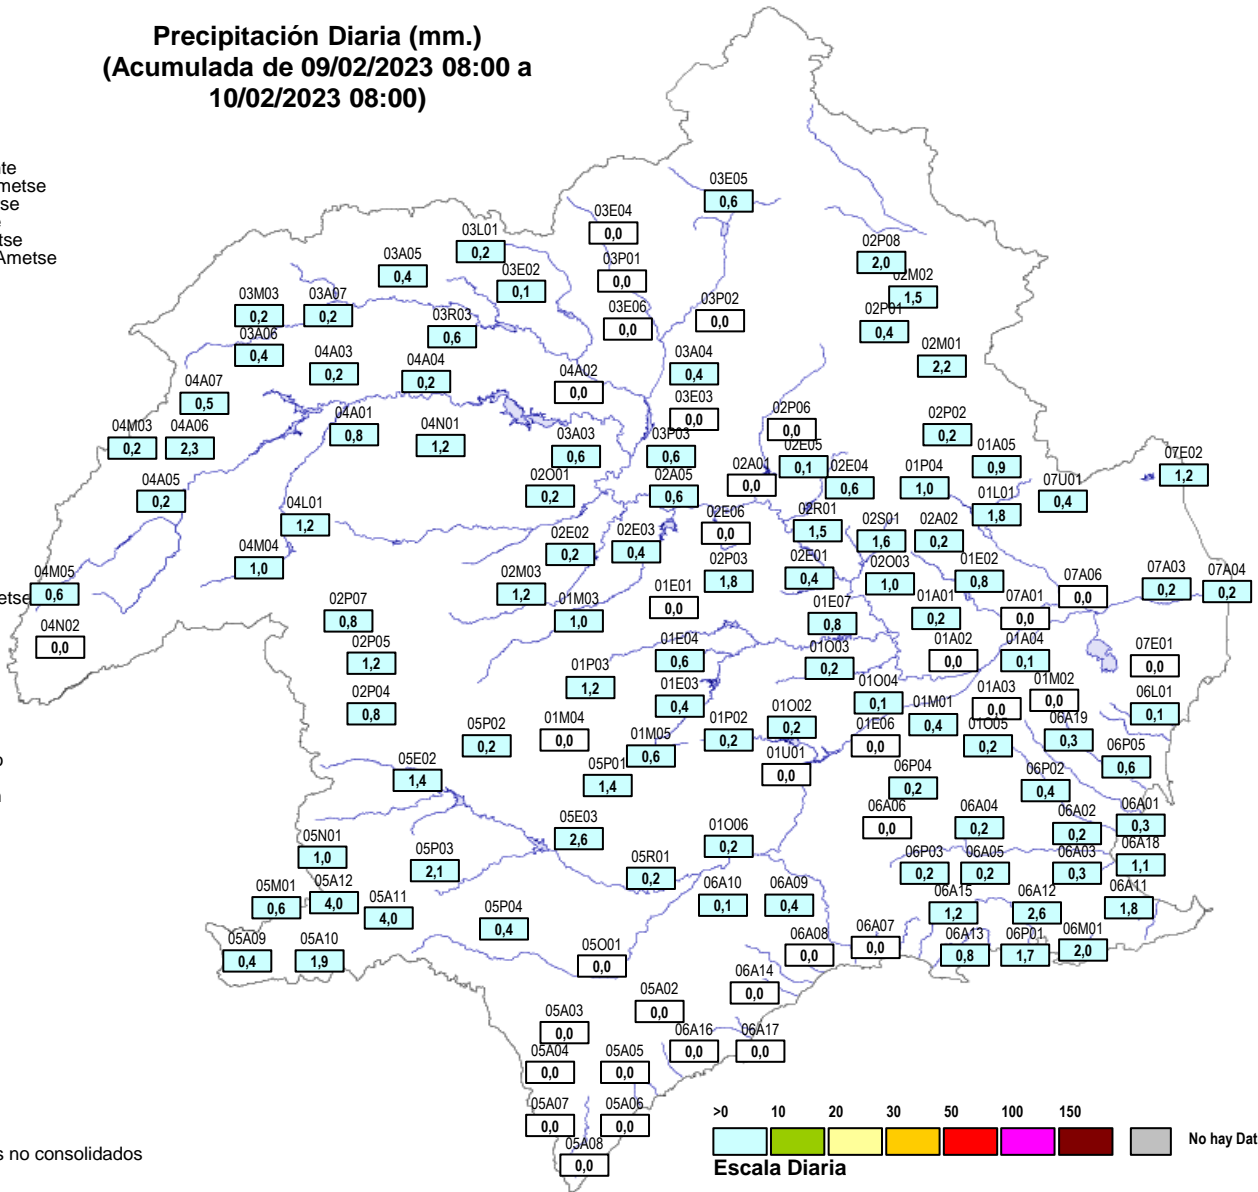 Precipitación Diaria (mm.)
(Acumulada de 09/02/2023 08:00 a
10/02/2023 08:00)
nte
metse
tse
e
tse
Ametse
03E05
0,6
03E04
0,0
03L01
0,2
02P08
2,0
03A05
0,4
03P01
0,0
03E02
0,1
02M02
1,5
03M03
0,2
03A07
0,2
03P02
0,0
03E06
0,0
02P01
0,4
03R03
0,6
03A06
0,4
02M01
2,2
04A03
0,2
04A04
0,2
03A04
0,4
04A02
0,0
04A07
0,5
03E03
0,0
04A01
0,8
02P06
0,0
02P02
0,2
04M03
0,2
04A06
2,3
04N01
1,2
03A03
0,6
03P03
0,6
02E05
0,1
01A05
0,9
07E02
1,2
02A01
0,0
02E04
0,6
01P04
1,0
04A05
0,2
02O01
0,2
02A05
0,6
07U01
0,4
01L01
1,8
04L01
1,2
02E06
0,0
02R01
1,5
02S01
1,6
02A02
0,2
02E02
0,2
02E03
0,4
04M04
1,0
02P03
1,8
02E01
0,4
02O03
1,0
01E02
0,8
04M05
0,6
etse
02M03
1,2
01E01
0,0
07A06
0,0
07A03
0,2
07A04
0,2
02P07
0,8
01M03
1,0
01E07
0,8
01A01
0,2
07A01
0,0
04N02
0,0
02P05
1,2
01E04
0,6
01O03
0,2
01A02
0,0
01A04
0,1
07E01
0,0
01P03
1,2
01E03
0,4
01O04
0,1
01A03
0,0
01M02
0,0
06L01
0,1
02P04
0,8
05P02
0,2
01M04
0,0
01P02
0,2
01O02
0,2
01M01
0,4
01E06
0,0
01O05
0,2
06A19
0,3
01M05
0,6
06P05
0,6
05E02
1,4
05P01
1,4
01U01
0,0
06P04
0,2
06P02
0,4
05E03
2,6
06A06
0,0
06A04
0,2
06A02
0,2
06A01
0,3
05N01
1,0
05P03
2,1
01O06
0,2
06A18
1,1
05R01
0,2
06P03
0,2
06A05
0,2
06A03
0,3
05M01
0,6
05A12
4,0
05A11
4,0
06A10
0,1
06A09
0,4
06A15
1,2
06A12
2,6
06A11
1,8
05P04
0,4
05A09
0,4
05A10
1,9
05O01
0,0
06A08
0,0
06A07
0,0
06A13
0,8
06P01
1,7
06M01
2,0
06A14
0,0
05A02
0,0
05A03
0,0
06A16
0,0
06A17
0,0
05A04
0,0
05A05
0,0
05A07
0,0
05A06
0,0
05A08
0,0
s no consolidados
>0 10 20 30 50 100 150
No hay Dat
Escala Diaria